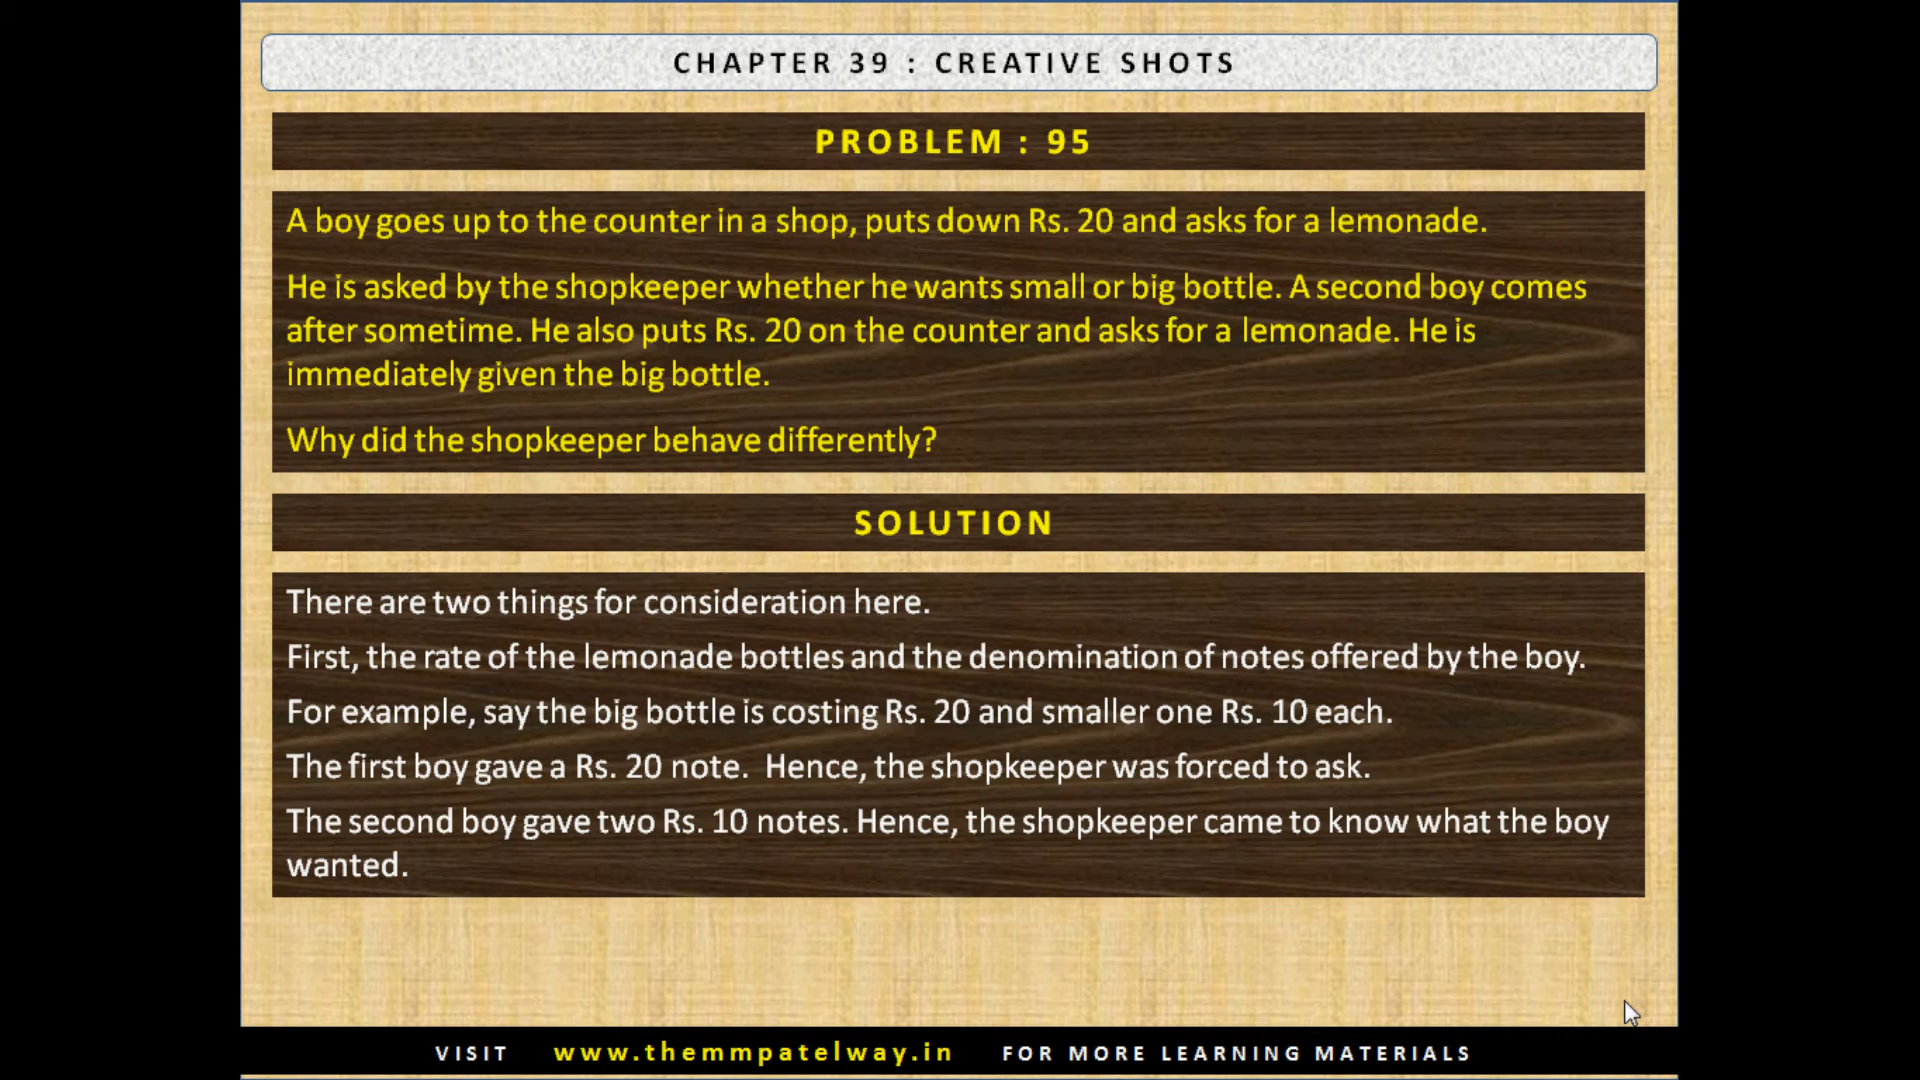 CHAPTER 39 : CREATIVE SHOTS
PROBLEM : 95
A boy goes up to the counter in a shop, puts down Rs. 20 and asks for a lemonade.
He is asked by the shopkeeper whether he wants small or big bottle. A second boy comes
after sometime. He also puts Rs. 20 on the counter and asks for a lemonade. He is
immediately given the big bottle.
Why did the shopkeeper behave differently?
SOLUTION
There are two things for consideration here.
First, the rate of the lemonade bottles and the denomination of notes offered by the boy.
For example, say the big bottle is costing Rs. 20 and smaller one Rs. 10 each.
The first boy gave a Rs. 20 note. Hence, the shopkeeper was forced to ask.
The second boy gave two Rs. 10 notes. Hence, the shopkeeper came to know what the boy
wanted.
VISIT www.themmpatelway.in FOR MORE LEARNING MATERIALS